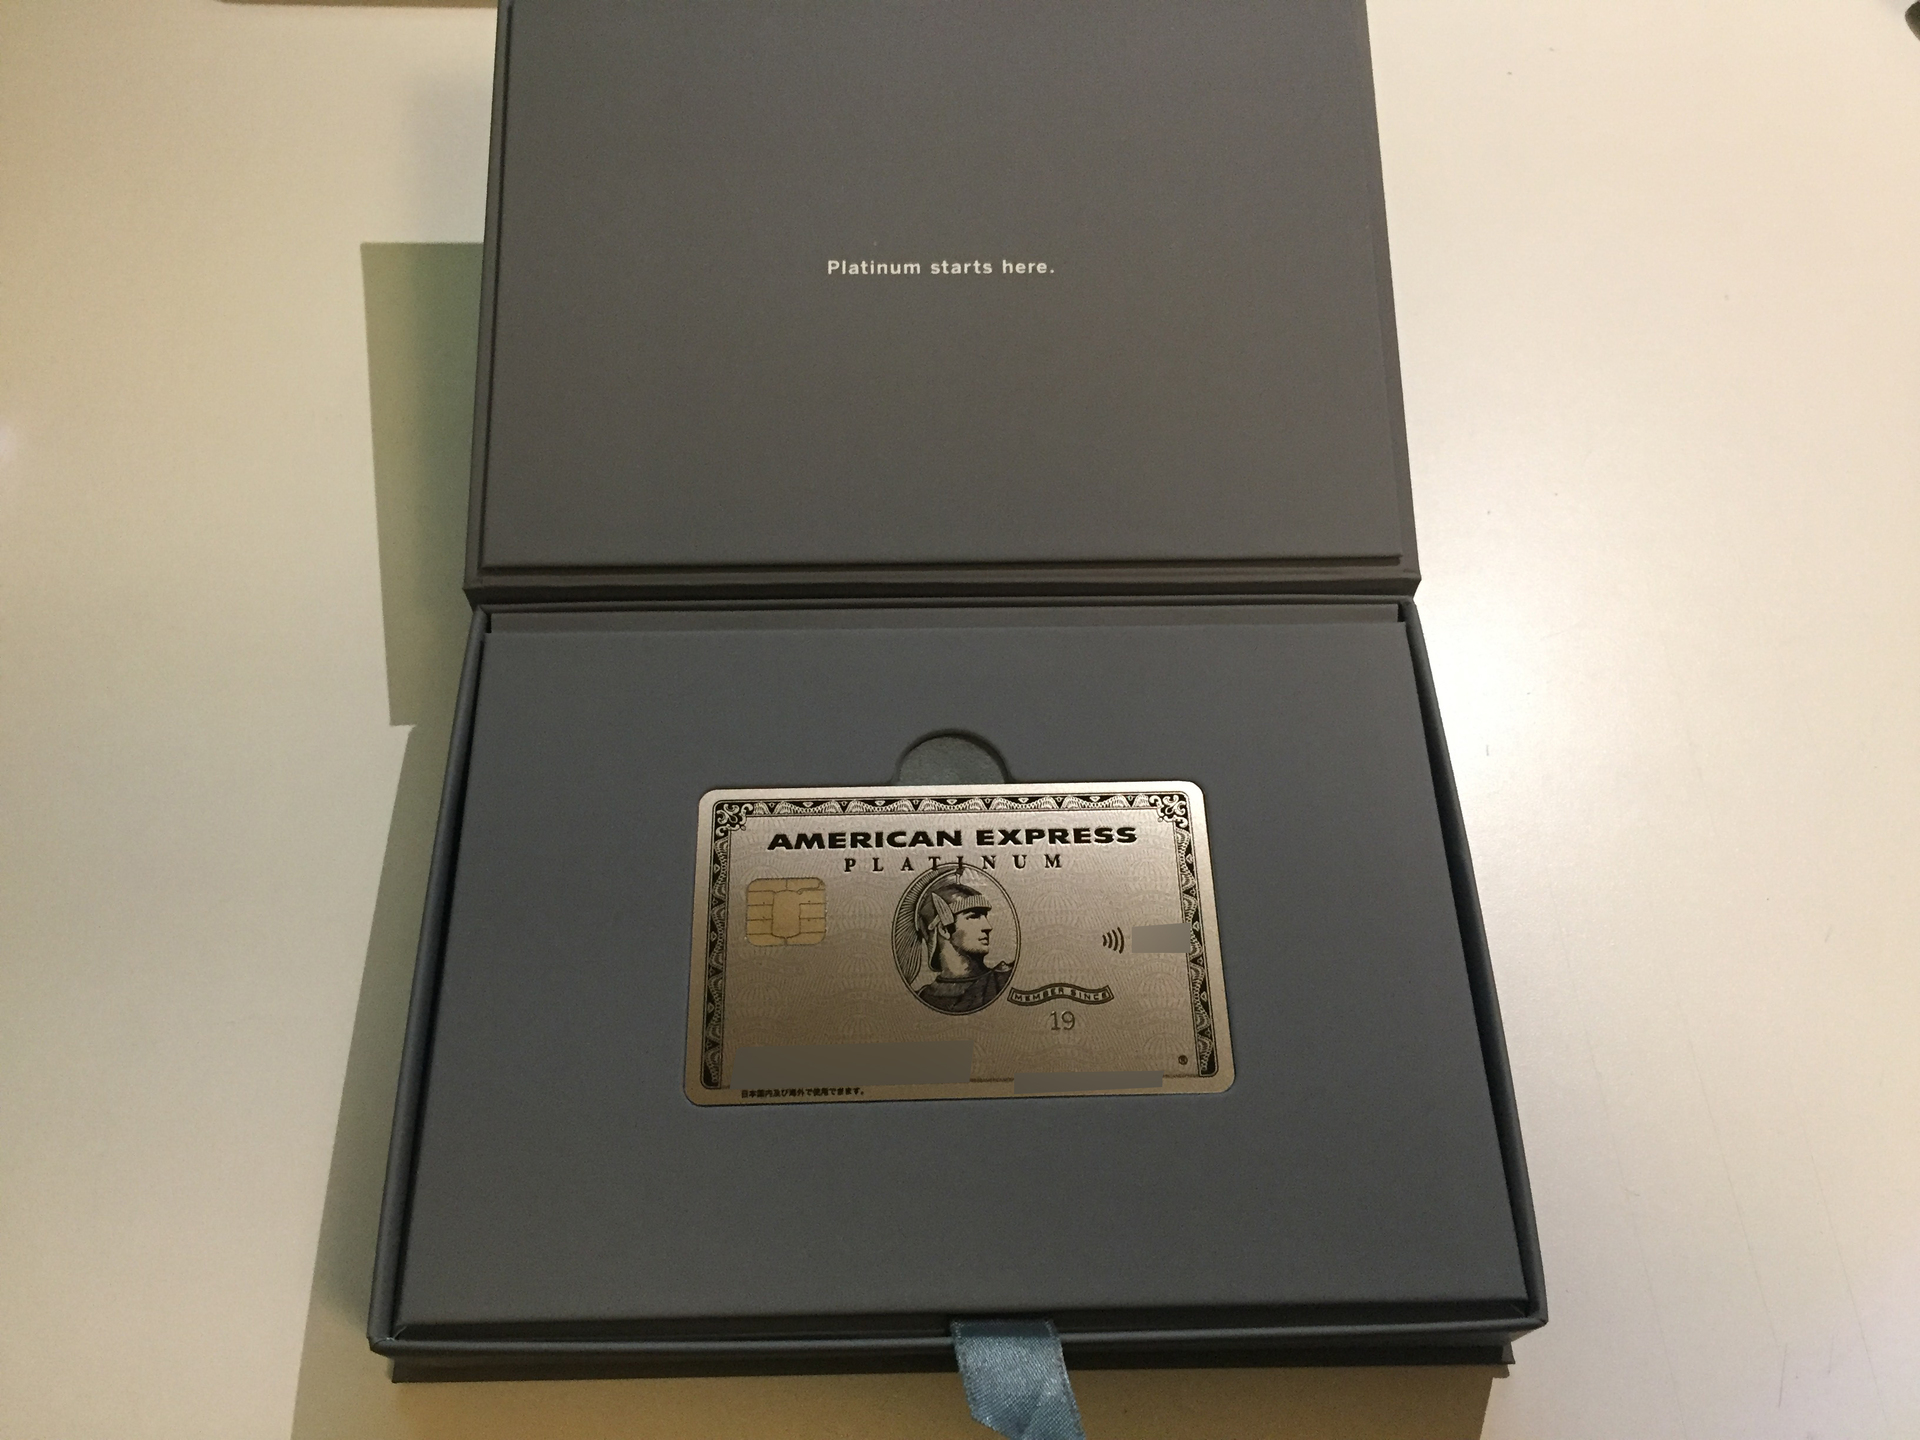 Platinum starts here.
AMERICAN EXPRESS
PLATINUM
MEMBER SINCE
19
日本国内及び海外で使用できます。